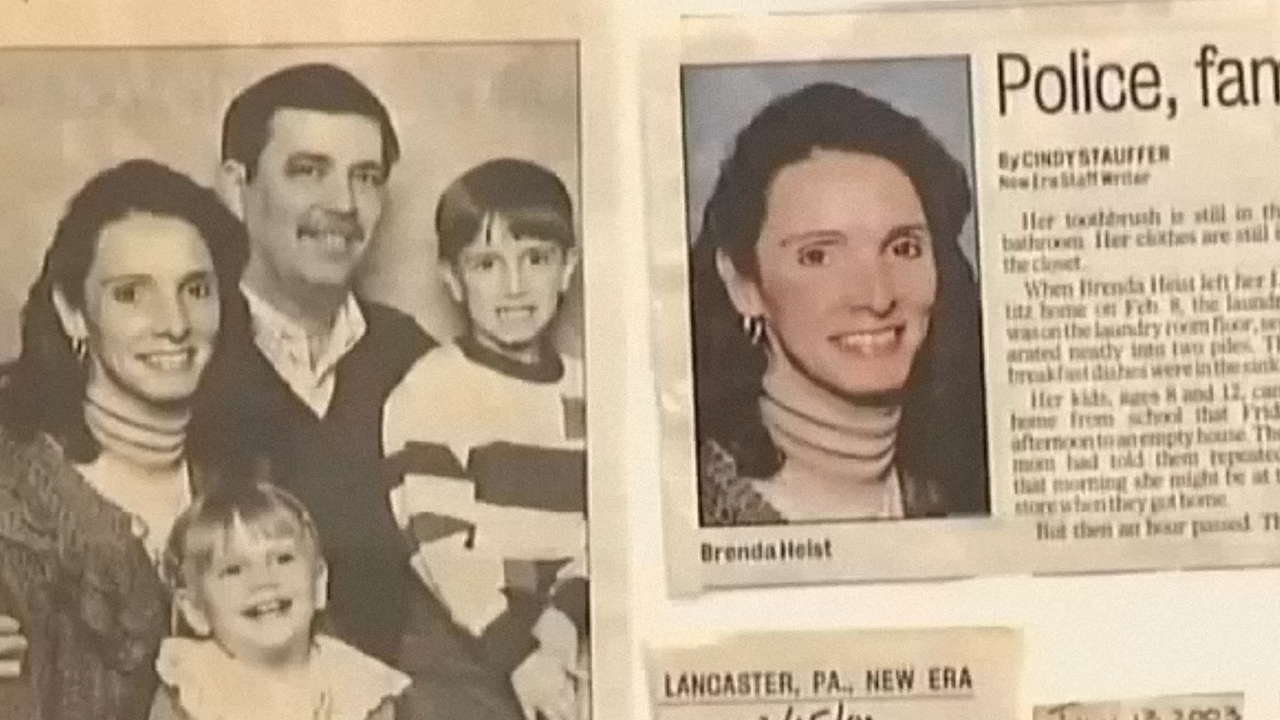 Police, fan
By CINDY STAUFFER
New Era Staff Writer
Her toothbrush is still in th
bathroom. Her clothes are still
the closet.
When Brenda Heist left her
titz home on Feb. 8, the laund
was on the laundry room floor, se
arated neatly into two piles. T
breakfast dishes were in the sink
Her kids, ages 8 and 12, ca
home from school that Frid
afternoon to an empty house. Th
mom had told them repeate
that morning she might be at
store when they got home.
But then an hour passed. Th
Brenda Heist
LANCASTER, PA., NEW ERA
2003